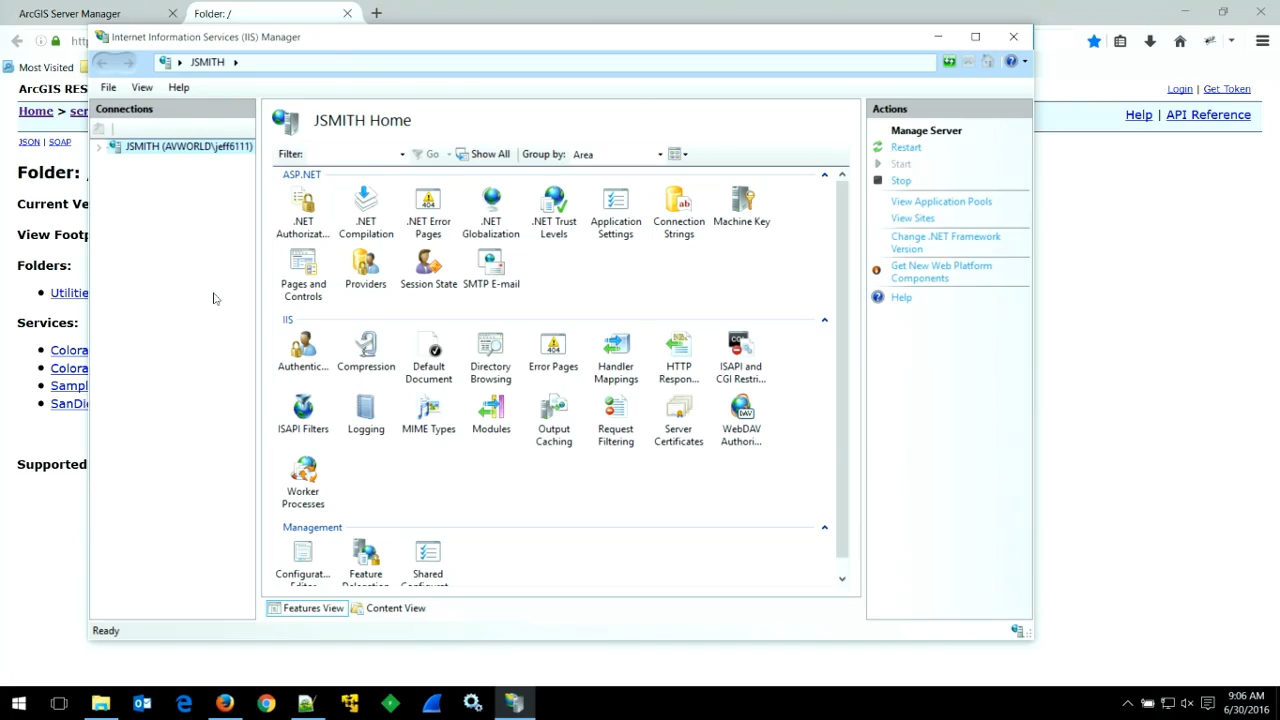 ArcGIS Server Manager
Folder: /
Internet Information Services (IIS) Manager
JSMITH
Most Visited
File View Help
ArcGIS RES
Login | Get Token
Home > ser
Help | API Reference
JSON | SOAP
Folder: /
Current Ve
View Footp
Folders:
Utilitie
Services:
Colora
Colora
Sampl
SanDi
Supported
Connections
JSMITH (AVWORLD\jeff6111)
JSMITH Home
Filter:
Go
Show All
Group by: Area
ASP.NET
.NET Authorizat...
.NET Compilation
.NET Error Pages
.NET Globalization
.NET Trust Levels
Application Settings
Connection Strings
Machine Key
Pages and Controls
Providers
Session State
SMTP E-mail
IIS
Authentic...
Compression
Default Document
Directory Browsing
Error Pages
Handler Mappings
HTTP Respon...
ISAPI and CGI Restri...
ISAPI Filters
Logging
MIME Types
Modules
Output Caching
Request Filtering
Server Certificates
WebDAV Authori...
Worker Processes
Management
Configurat... Editor
Feature Delegation
Shared Configurat...
Features View
Content View
Actions
Manage Server
Restart
Start
Stop
View Application Pools
View Sites
Change .NET Framework Version
Get New Web Platform Components
Help
Ready
9:06 AM
6/30/2016